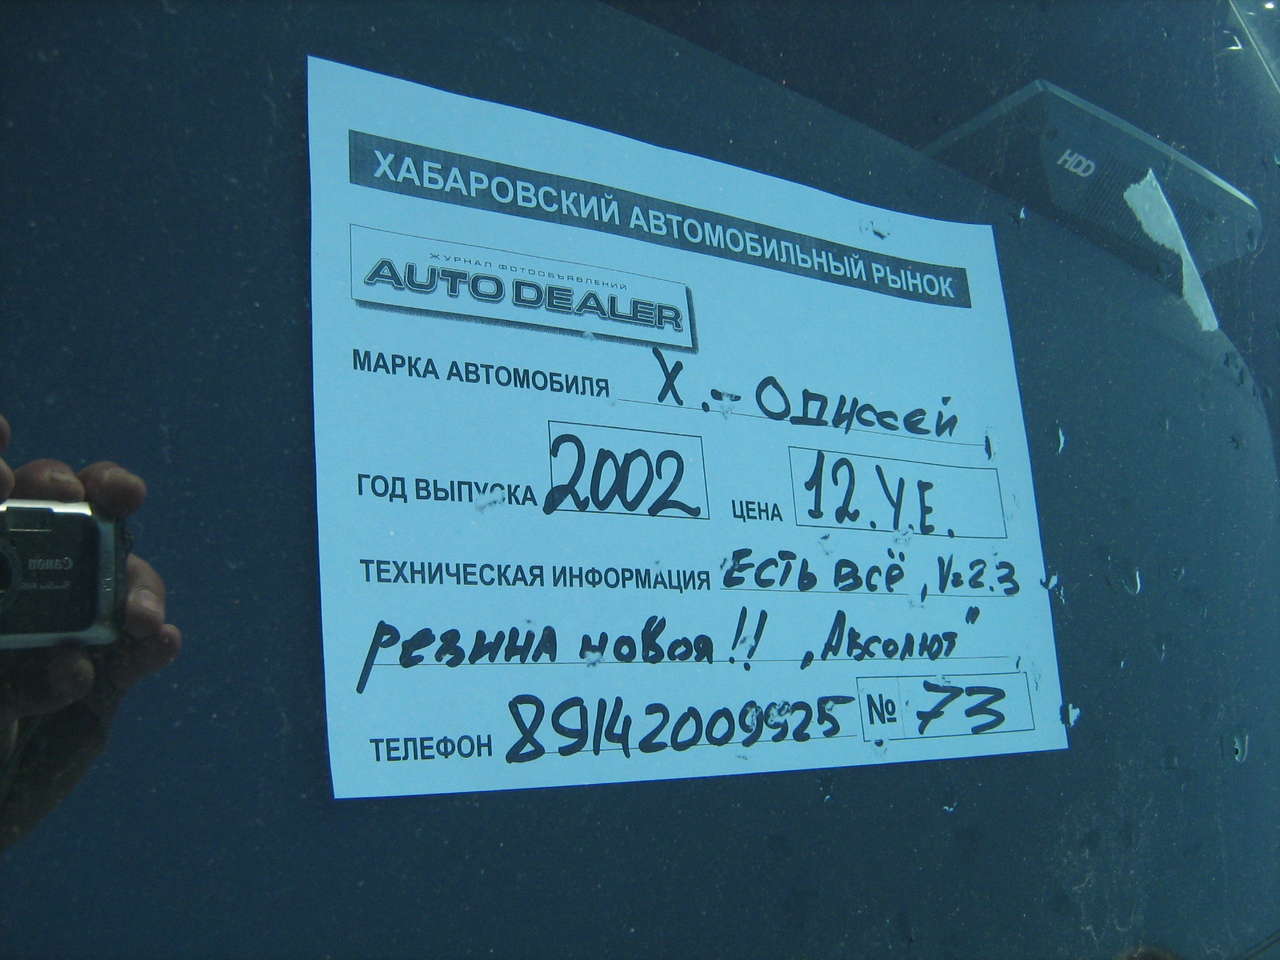 HDD
ХАБАРОВСКИЙ АВТОМОБИЛЬНЫЙ РЫНОК
ЖУРНАЛ ФОТООБЪЯВЛЕНИЙ
AUTO DEALER
МАРКА АВТОМОБИЛЯ Х.-Одиссей
ГОД ВЫПУСКА 2002 ЦЕНА 12.У.Е.
ТЕХНИЧЕСКАЯ ИНФОРМАЦИЯ Есть всё, V=2.3
резина новая!! „Абсолют"
ТЕЛЕФОН 89142009925 № 73
Canon